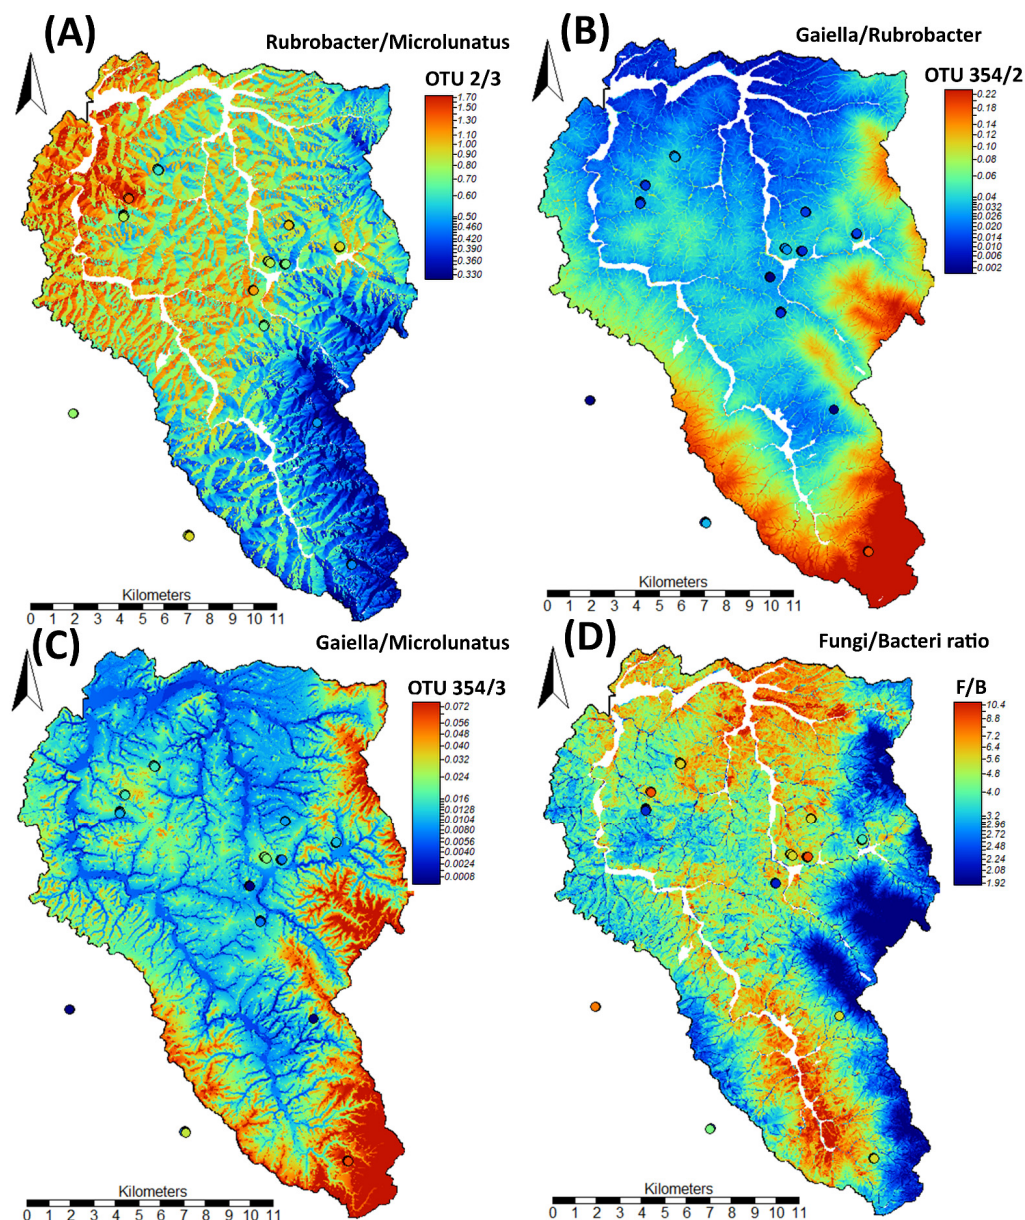 (A)
Rubrobacter/Microlunatus
OTU 2/3
1.70
1.50
1.30
1.10
1.00
0.90
0.80
0.70
0.60
0.50
0.460
0.420
0.390
0.360
0.330
Kilometers
0 1 2 3 4 5 6 7 8 9 10 11
(B)
Gaiella/Rubrobacter
OTU 354/2
0.22
0.18
0.14
0.12
0.10
0.08
0.06
0.04
0.032
0.026
0.020
0.014
0.010
0.006
0.002
Kilometers
0 1 2 3 4 5 6 7 8 9 10 11
(C)
Gaiella/Microlunatus
OTU 354/3
0.072
0.056
0.048
0.040
0.032
0.024
0.016
0.0128
0.0104
0.0080
0.0056
0.0040
0.0024
0.0008
Kilometers
0 1 2 3 4 5 6 7 8 9 10 11
(D)
Fungi/Bacteri ratio
F/B
10.4
8.8
7.2
6.4
5.6
4.8
4.0
3.2
2.96
2.72
2.48
2.24
2.08
1.92
Kilometers
0 1 2 3 4 5 6 7 8 9 10 11